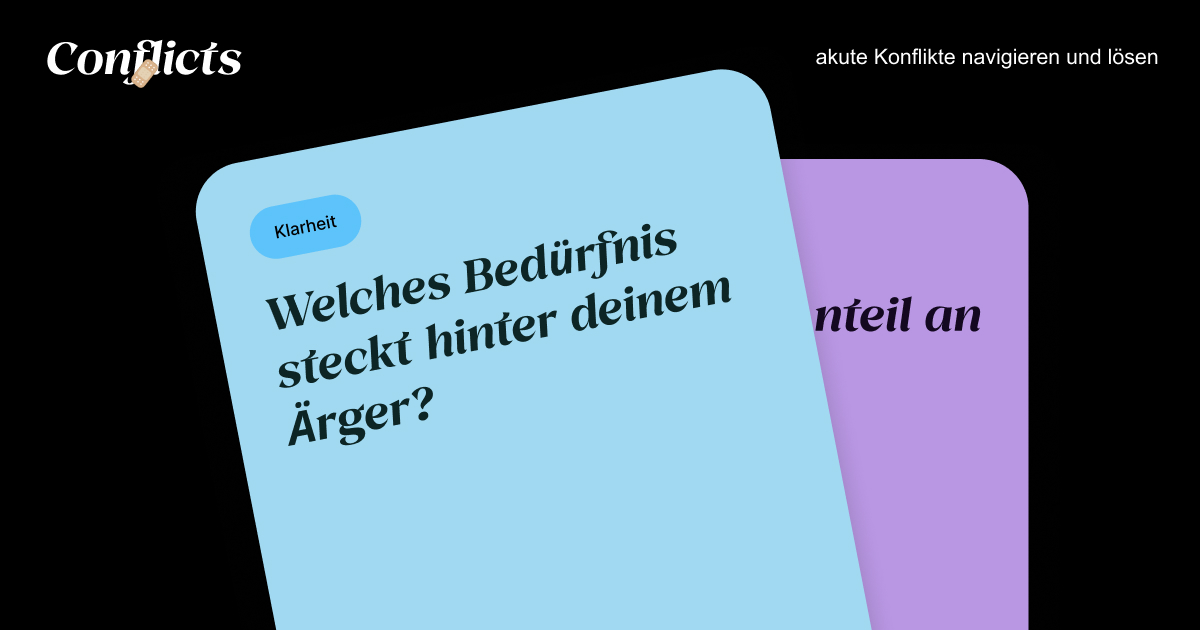 Conflicts
akute Konflikte navigieren und lösen
Klarheit
Welches Bedürfnis
steckt hinter deinem
Ärger?
nteil an